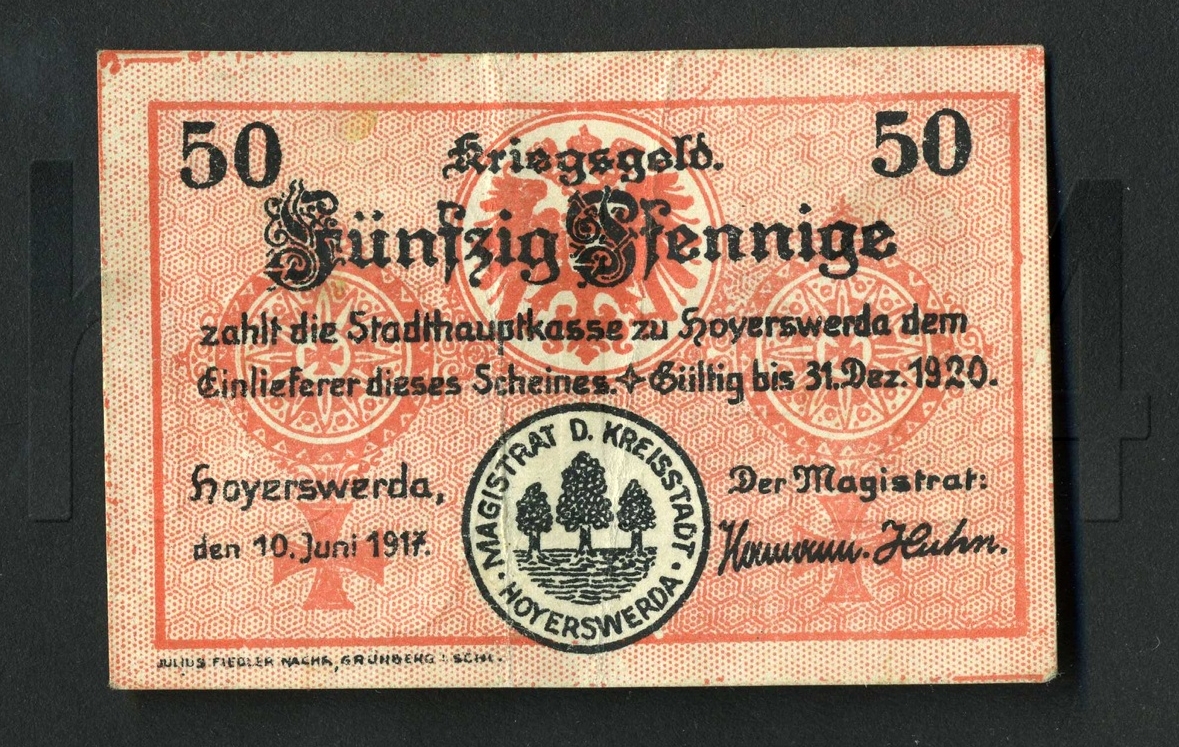 50 Kriegsgeld. 50
Fünfzig Pfennige
zahlt die Stadthauptkasse zu Hoyerswerda dem
Einlieferer dieses Scheines. Gültig bis 31. Dez. 1920.
Hoyerswerda,
den 10. Juni 1917.
MAGISTRAT D. KREISSTADT
· HOYERSWERDA ·
Der Magistrat:
JULIUS FIEDLER NACHF., GRÜNBERG I. SCHL.